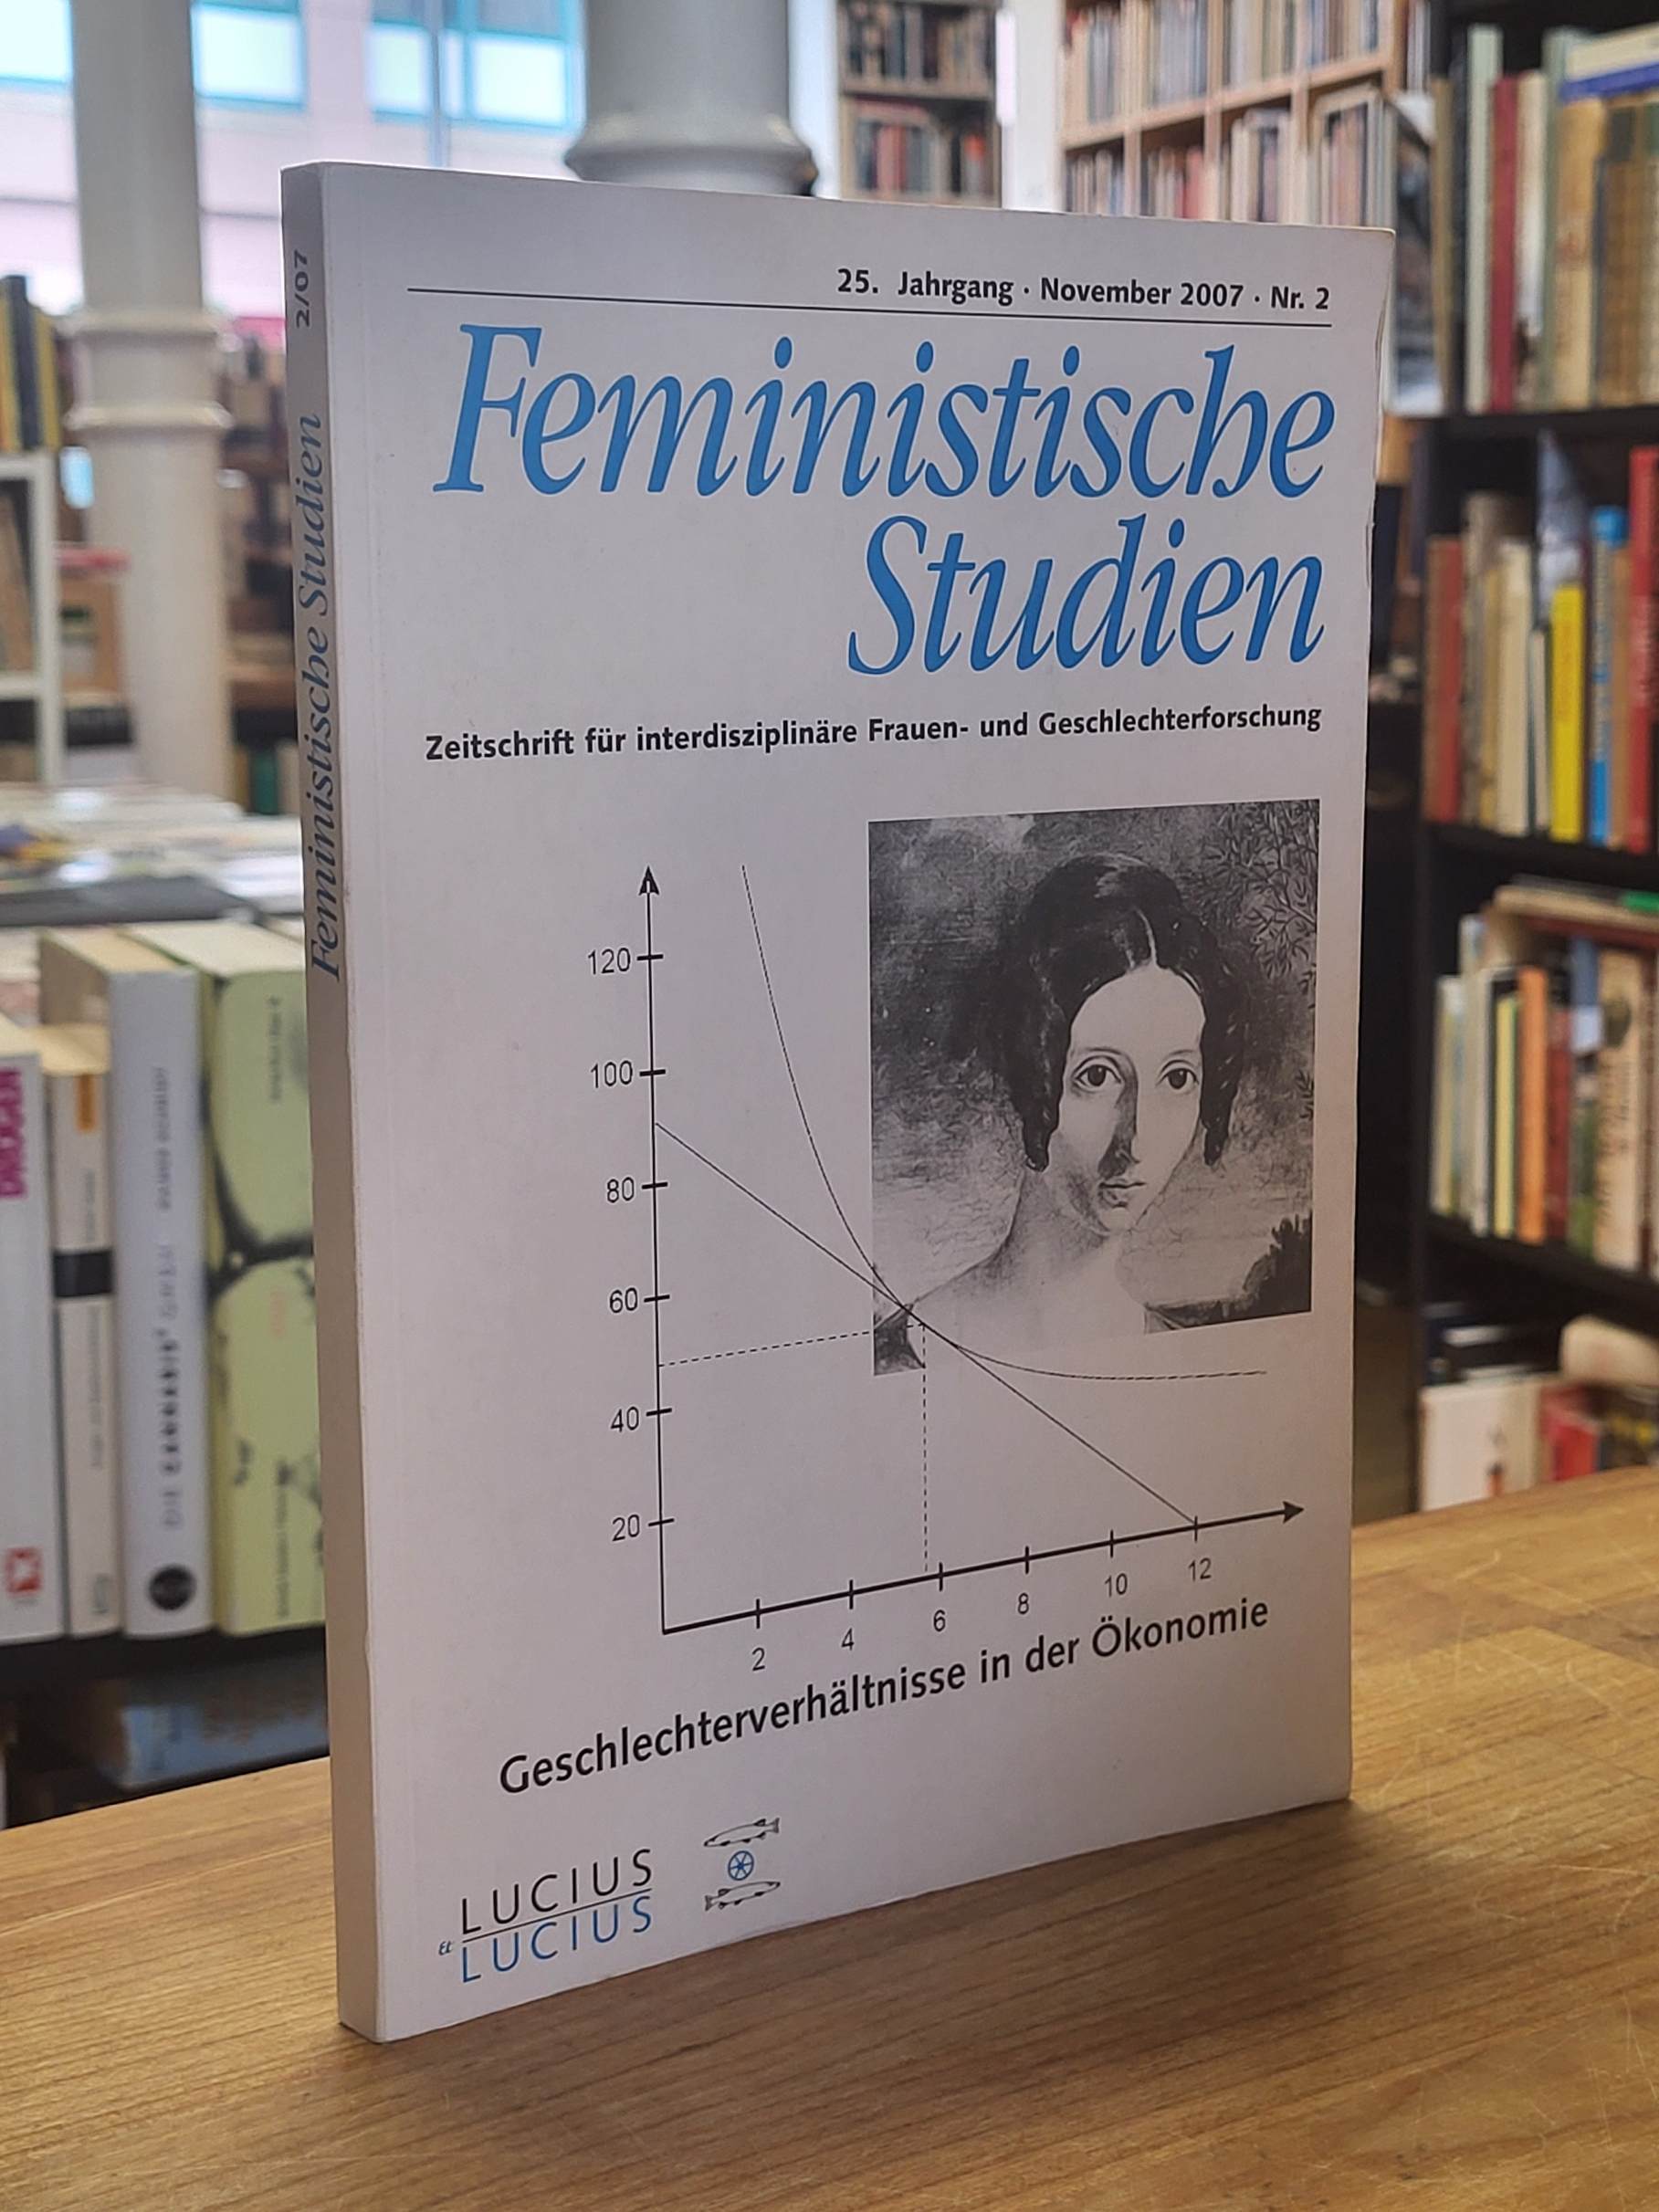 25. Jahrgang · November 2007 · Nr. 2
Feministische
Studien
Zeitschrift für interdisziplinäre Frauen- und Geschlechterforschung
120
100
80
60
40
20
2 4 6 8 10 12
Geschlechterverhältnisse in der Ökonomie
LUCIUS
& LUCIUS
Feministische Studien 2/07
DIE